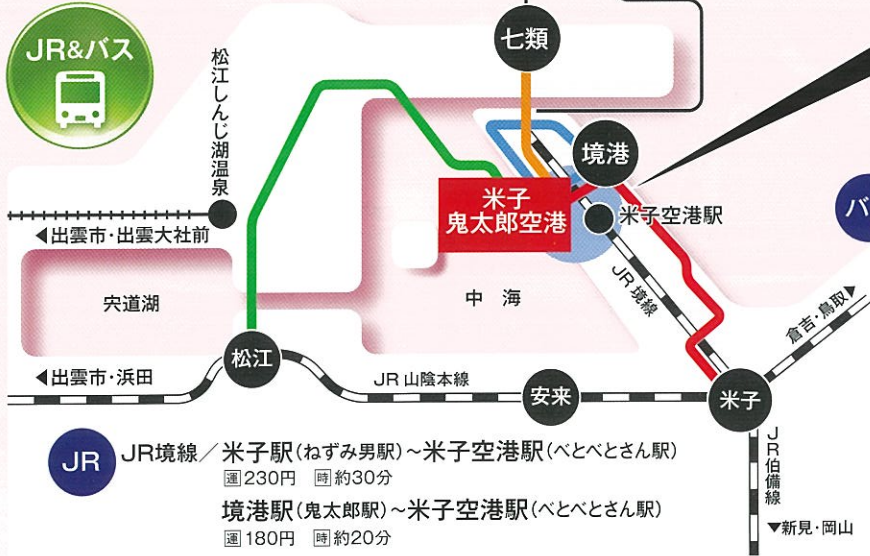 JR&バス
七類
松江しんじ湖温泉
境港
米子
鬼太郎空港
米子空港駅
バ
◀出雲市・出雲大社前
宍道湖
中 海
JR境線
倉吉・鳥取▶
松江
◀出雲市・浜田
JR山陰本線
安来
米子
JR伯備線
▼新見・岡山
JR
JR境線/米子駅(ねずみ男駅)~米子空港駅(べとべとさん駅)
運230円 時約30分
境港駅(鬼太郎駅)~米子空港駅(べとべとさん駅)
運180円 時約20分